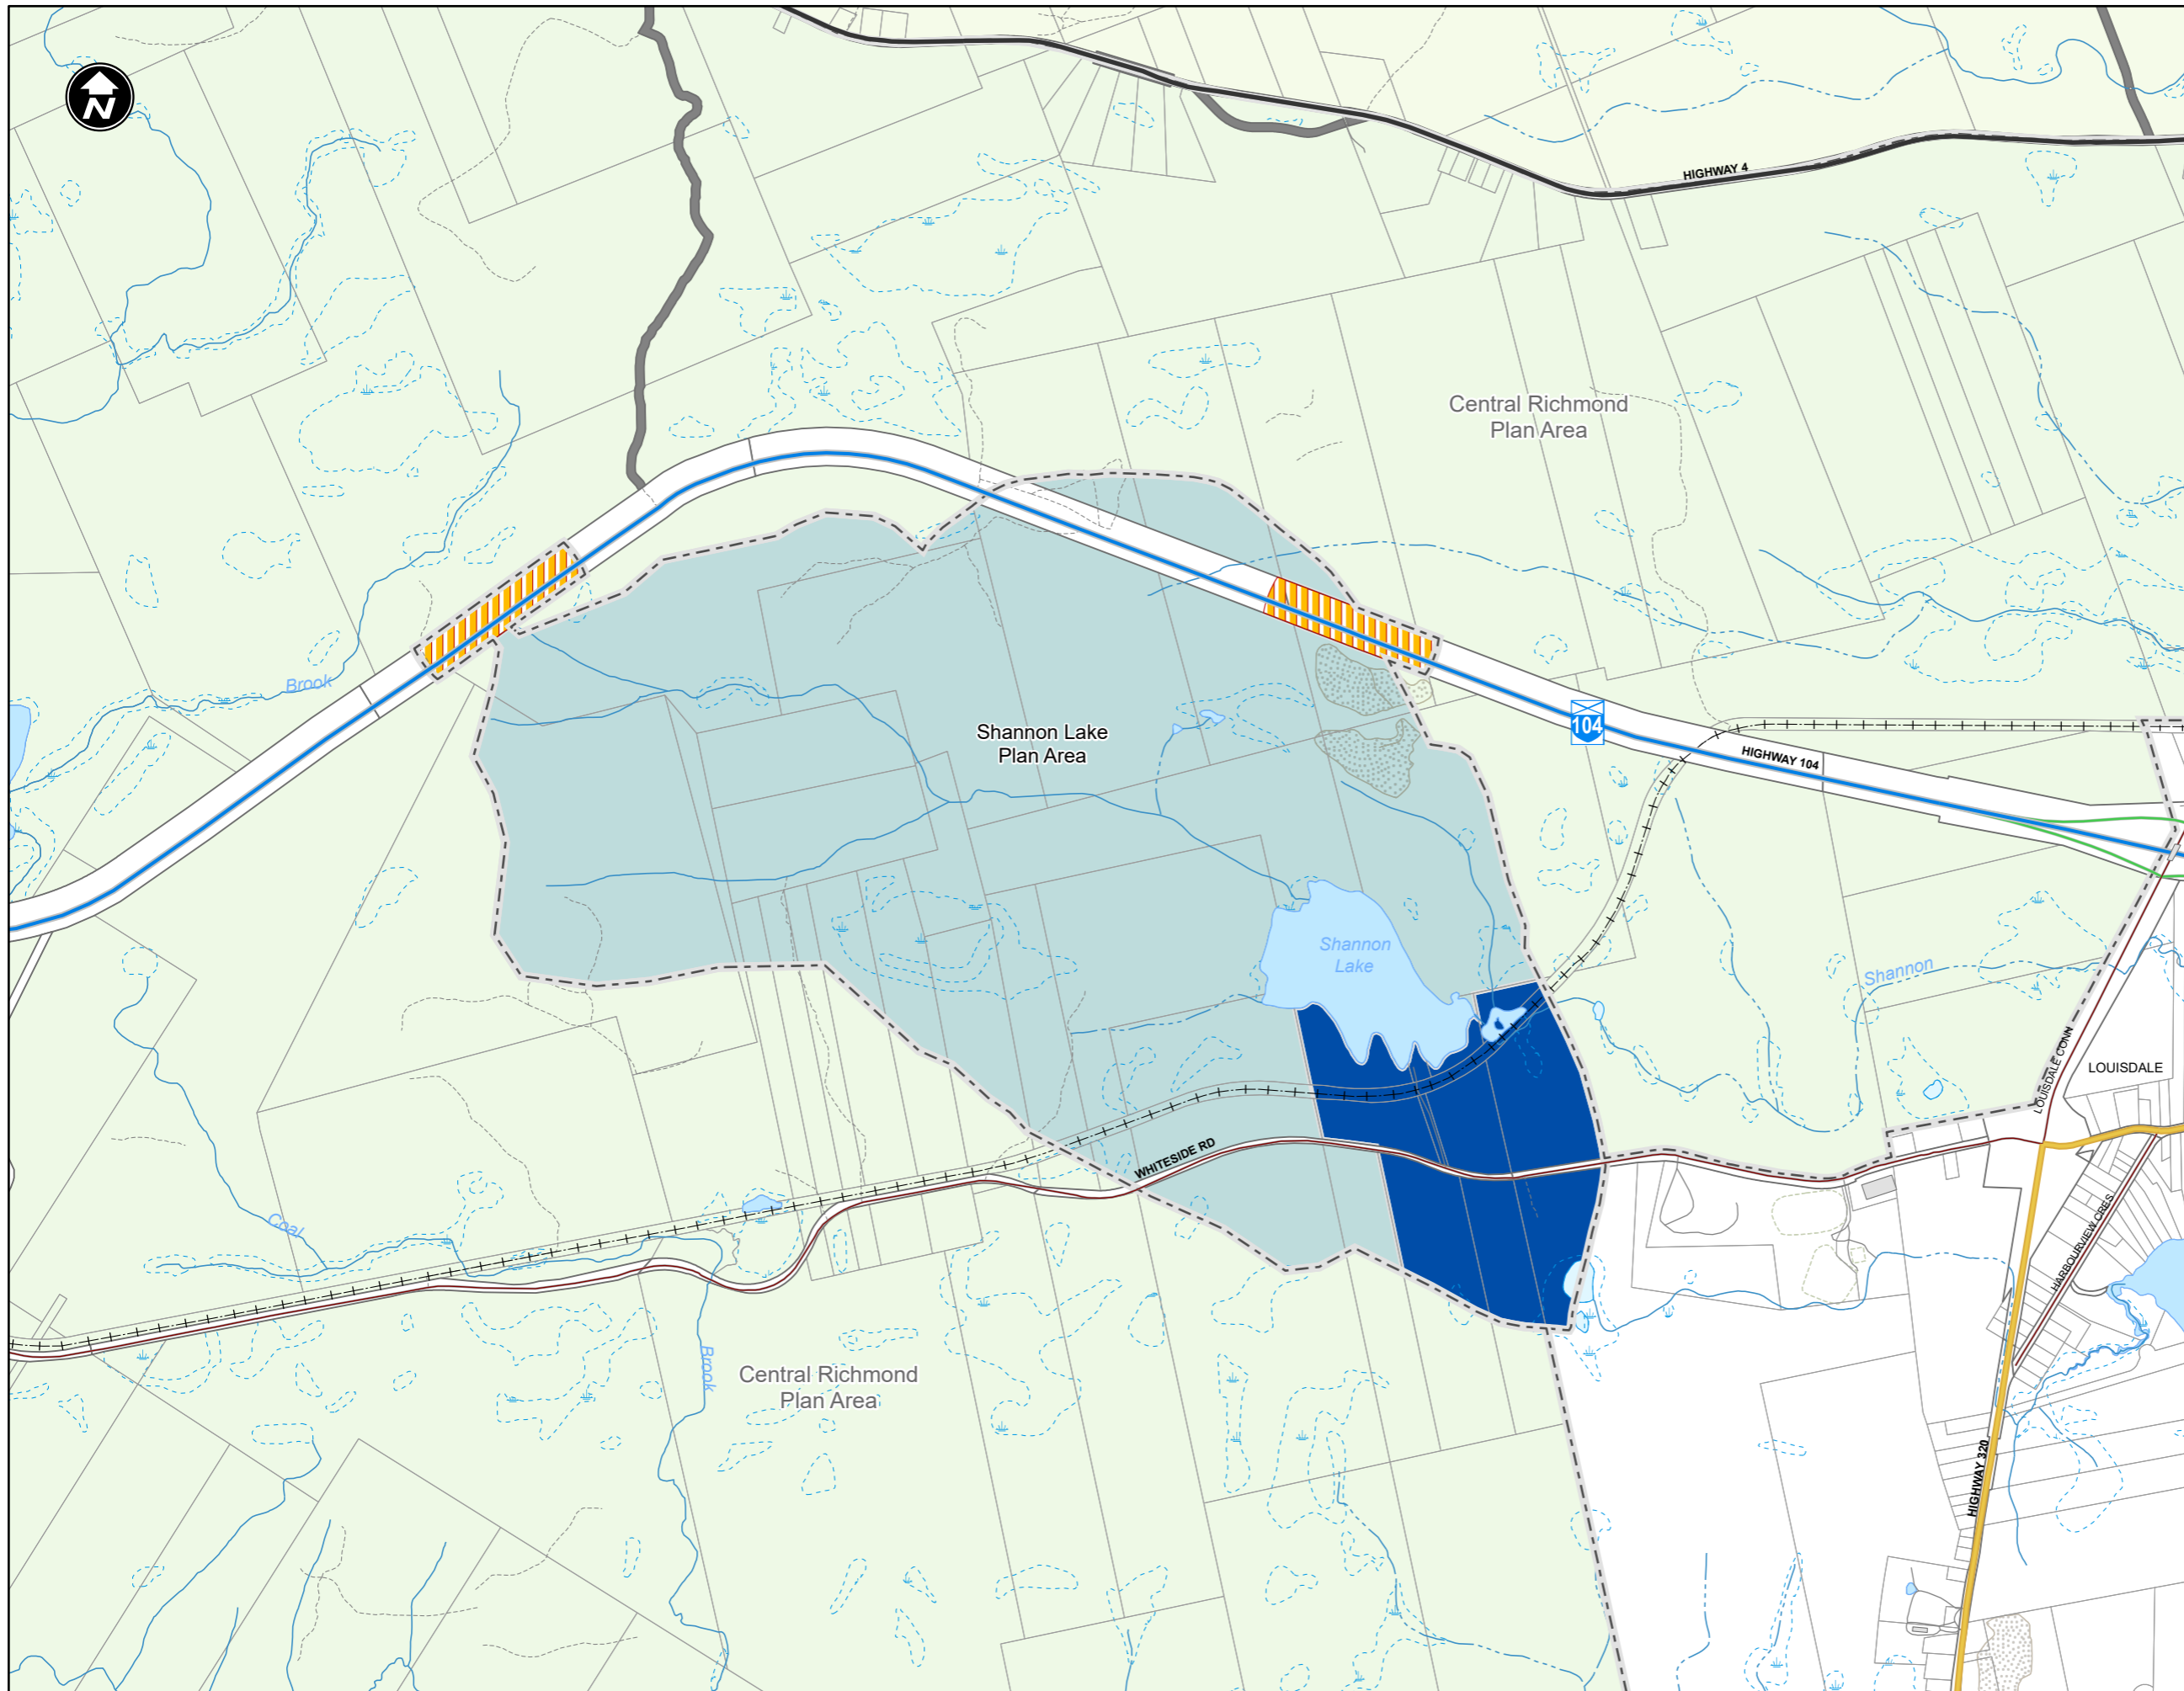 N
HIGHWAY 4
Central Richmond
Plan Area
Brook
Shannon Lake
Plan Area
104
HIGHWAY 104
Shannon
Lake
Shannon
LOUISDALE CONN
LOUISDALE
WHITESIDE RD
Coal
HARBOURVIEW CRES
Brook
Central Richmond
Plan Area
HIGHWAY 320